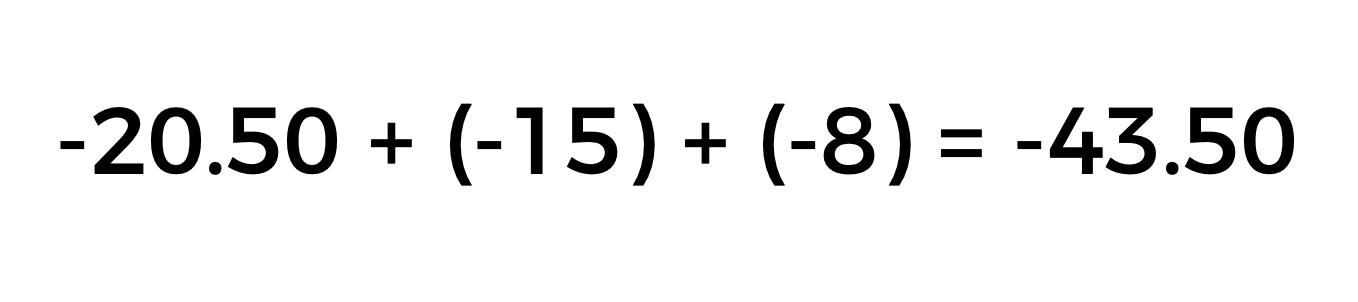 -20.50 + (-15) + (-8) = -43.50